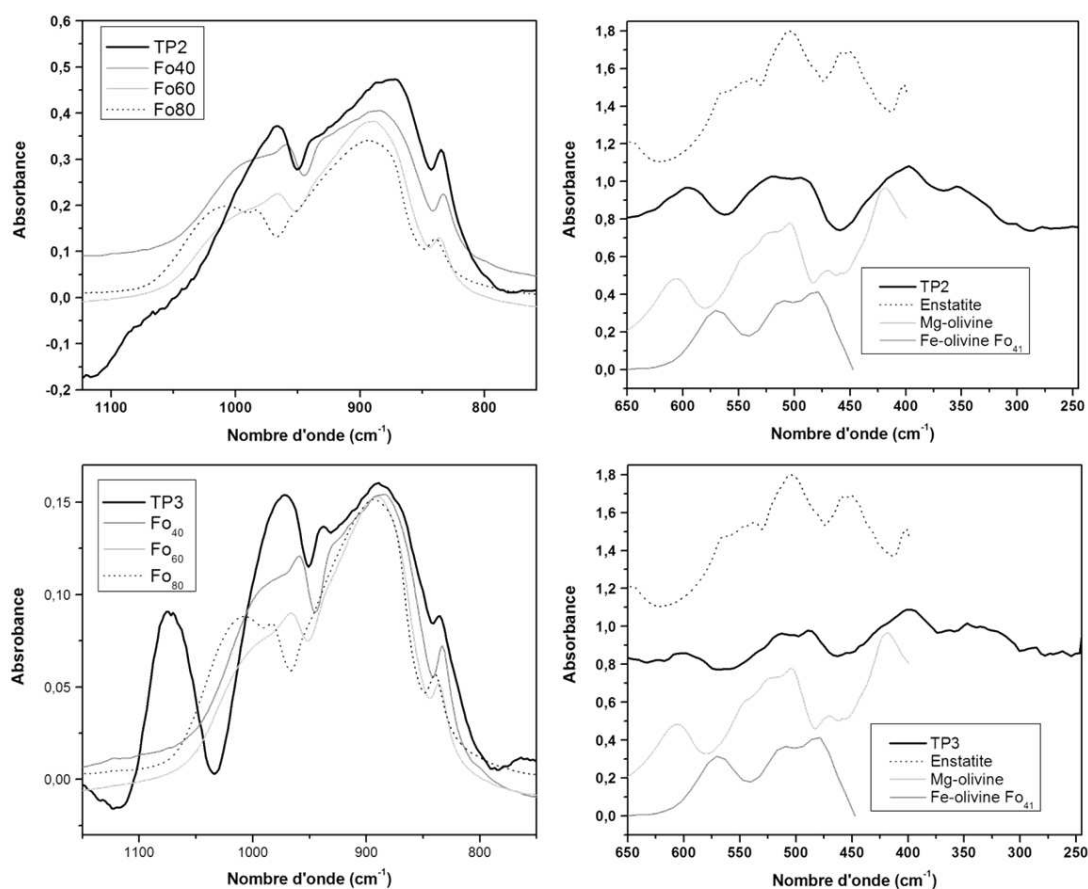 0,6
0,5
0,4
0,3
0,2
0,1
0,0
-0,1
-0,2
Absorbance
TP2
Fo40
Fo60
Fo80
1100 1000 900 800
Nombre d'onde (cm-1)
1,8
1,6
1,4
1,2
1,0
0,8
0,6
0,4
0,2
0,0
Absorbance
TP2
Enstatite
Mg-olivine
Fe-olivine Fo41
650 600 550 500 450 400 350 300 250
Nombre d'onde (cm-1)
0,15
0,10
0,05
0,00
Absrobance
TP3
Fo40
Fo60
Fo80
1100 1000 900 800
Nombre d'onde (cm-1)
1,8
1,6
1,4
1,2
1,0
0,8
0,6
0,4
0,2
0,0
Absorbance
TP3
Enstatite
Mg-olivine
Fe-olivine Fo41
650 600 550 500 450 400 350 300 250
Nombre d'onde (cm-1)